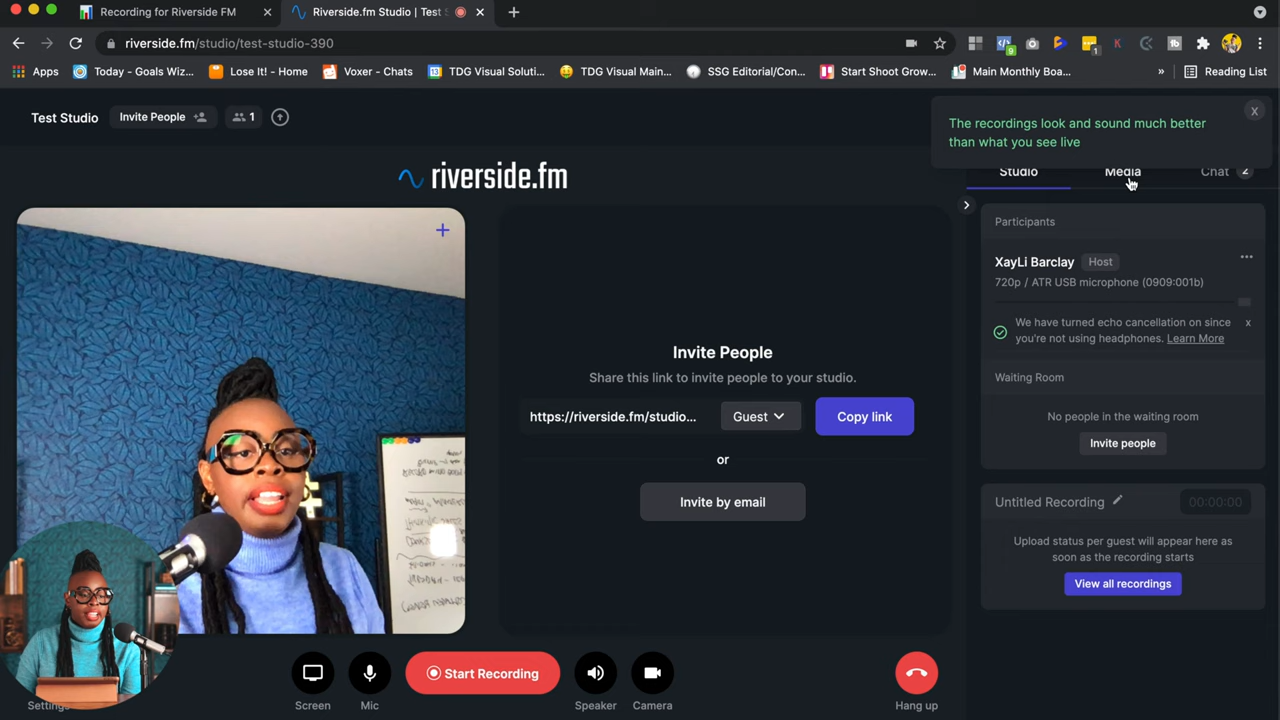 Recording for Riverside FM
Riverside.fm Studio | Test S
riverside.fm/studio/test-studio-390
9
1
Apps
Today - Goals Wiz...
Lose It! - Home
Voxer - Chats
13
TDG Visual Soluti...
TDG Visual Main...
SSG Editorial/Con...
Start Shoot Grow...
Main Monthly Boa...
»
Reading List
Test Studio
Invite People
1
The recordings look and sound much better
than what you see live
x
riverside.fm
Studio
Media
Chat
2
Participants
XayLi Barclay
Host
720p / ATR USB microphone (0909:001b)
We have turned echo cancellation on since
you're not using headphones. Learn More
x
Waiting Room
No people in the waiting room
Invite people
Invite People
Share this link to invite people to your studio.
https://riverside.fm/studio...
Guest
Copy link
or
Invite by email
Untitled Recording
00:00:00
Upload status per guest will appear here as
soon as the recording starts
View all recordings
Start Recording
Settings
Screen
Mic
Speaker
Camera
Hang up